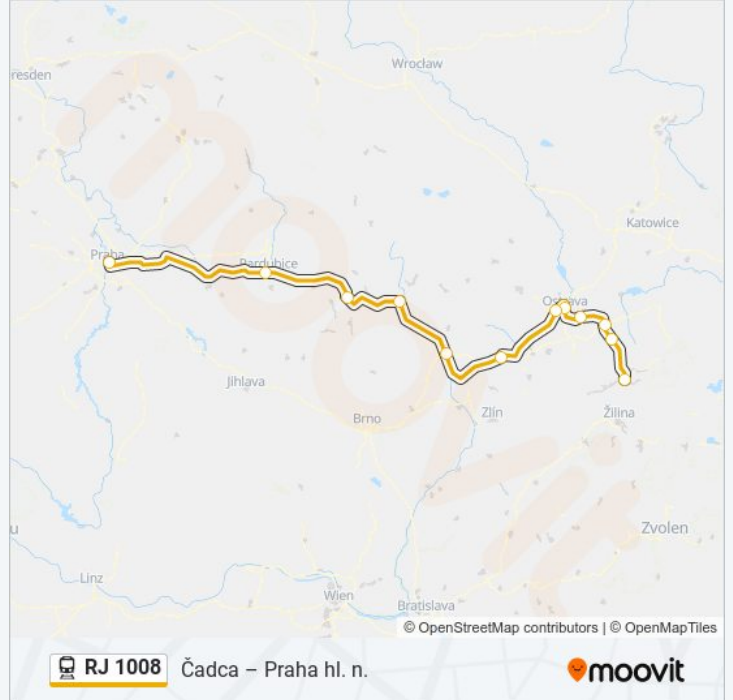 Wrocław
resden
Katowice
Praha
Pardubice
Ostrava
Jihlava
Zlín
Žilina
Brno
Zvolen
u
Linz
Wien
Bratislava
© OpenStreetMap contributors | © OpenMapTiles
RJ 1008 Čadca – Praha hl. n.
moovit